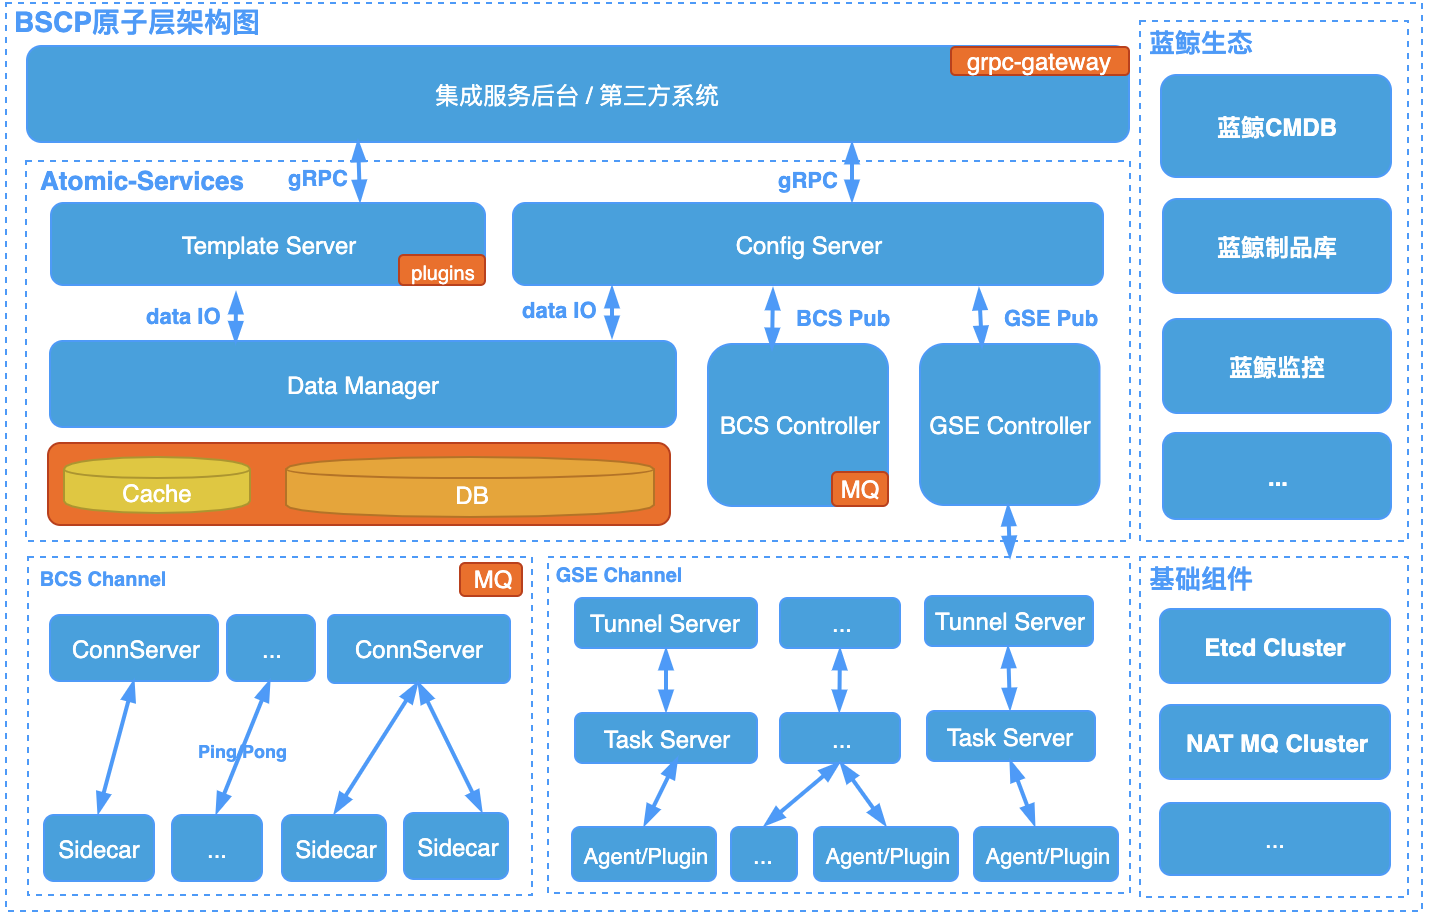 BSCP原子层架构图
grpc-gateway
集成服务后台 / 第三方系统
gRPC
gRPC
Atomic-Services
Template Server
plugins
Config Server
data IO
data IO
BCS Pub
GSE Pub
Data Manager
BCS Controller
MQ
GSE Controller
Cache
DB
BCS Channel
MQ
ConnServer
...
ConnServer
Ping/Pong
Sidecar
...
Sidecar
Sidecar
GSE Channel
Tunnel Server
...
Tunnel Server
Task Server
...
Task Server
Agent/Plugin
...
Agent/Plugin
Agent/Plugin
蓝鲸生态
蓝鲸CMDB
蓝鲸制品库
蓝鲸监控
...
基础组件
Etcd Cluster
NAT MQ Cluster
...